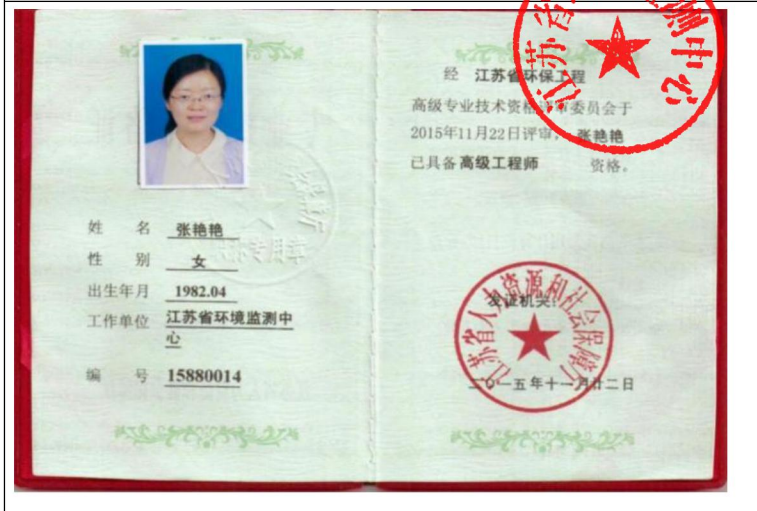 姓 名 张艳艳
性 别 女
出生年月 1982.04
工作单位 江苏省环境监测中
心
编 号 15880014
经 江苏省环保工程
高级专业技术资格评审委员会于
2015年11月22日评审, 张艳艳
已具备高级工程师 资格。
发证机关:
江苏省人力资源和社会保障厅
二〇一五年十一月廿二日